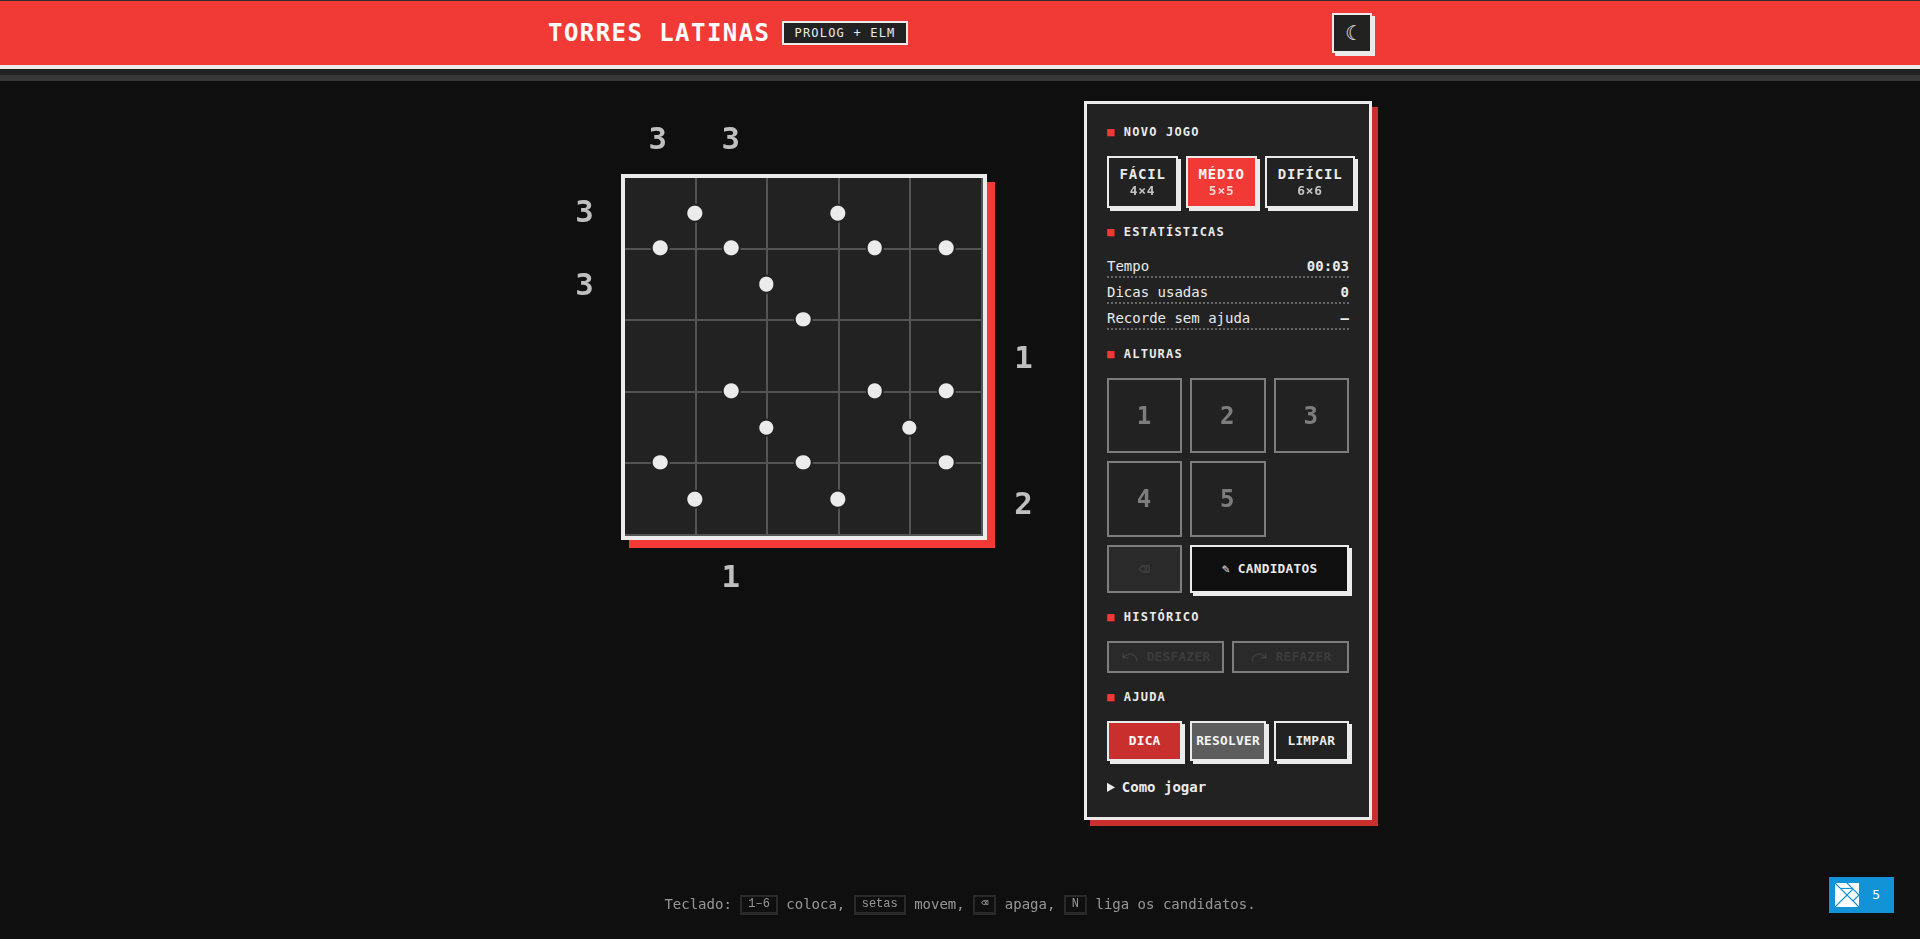 TORRES LATINAS PROLOG + ELM ☾
3 3
3
3
1
2
1
■ NOVO JOGO
FÁCIL MÉDIO DIFÍCIL
4×4 5×5 6×6
■ ESTATÍSTICAS
Tempo 00:03
Dicas usadas 0
Recorde sem ajuda —
■ ALTURAS
1 2 3
4 5
⌫ ✎ CANDIDATOS
■ HISTÓRICO
DESFAZER REFAZER
■ AJUDA
DICA RESOLVER LIMPAR
▶ Como jogar
Teclado: 1–6 coloca, setas movem, ⌫ apaga, N liga os candidatos.
5